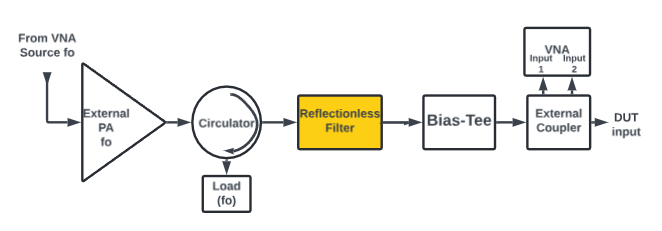 From VNA
Source fo
External
PA
fo
Circulator
Load
(fo)
Reflectionless
Filter
Bias-Tee
VNA
Input Input
1 2
External
Coupler
DUT
input